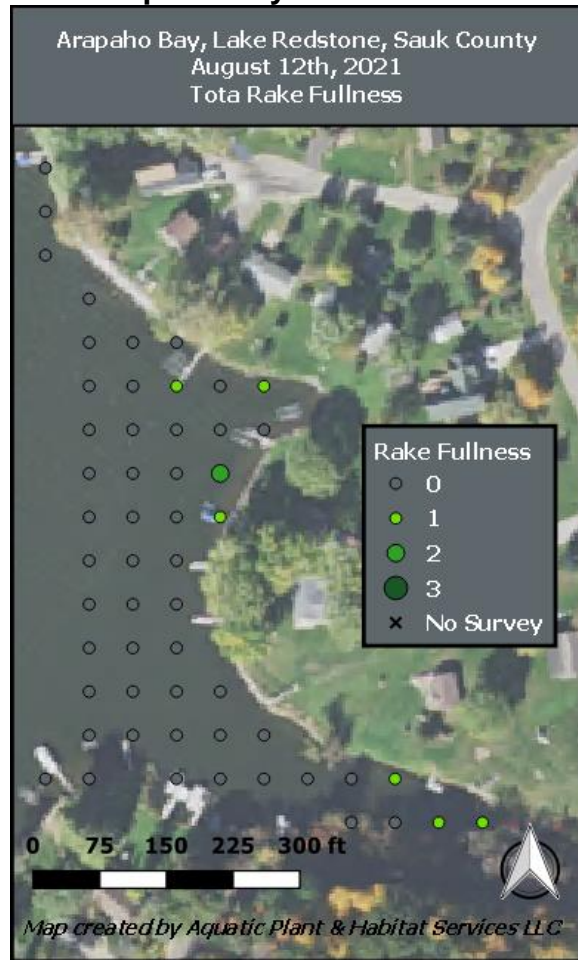 Arapaho Bay, Lake Redstone, Sauk County
August 12th, 2021
Tota Rake Fullness
Rake Fullness
0
1
2
3
No Survey
0 75 150 225 300 ft
Map created by Aquatic Plant & Habitat Services LLC